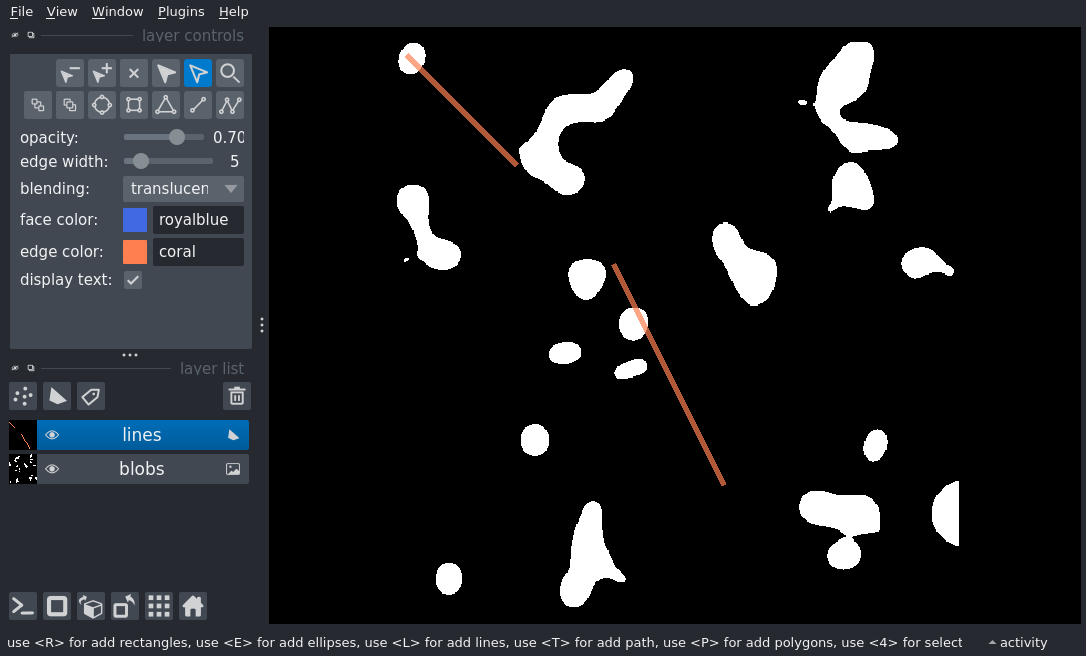 File View Window Plugins Help
layer controls
opacity: 0.70
edge width: 5
blending: translucen
face color: royalblue
edge color: coral
display text:
layer list
lines
blobs
use <R> for add rectangles, use <E> for add ellipses, use <L> for add lines, use <T> for add path, use <P> for add polygons, use <4> for select activity